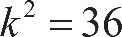 k² = 36